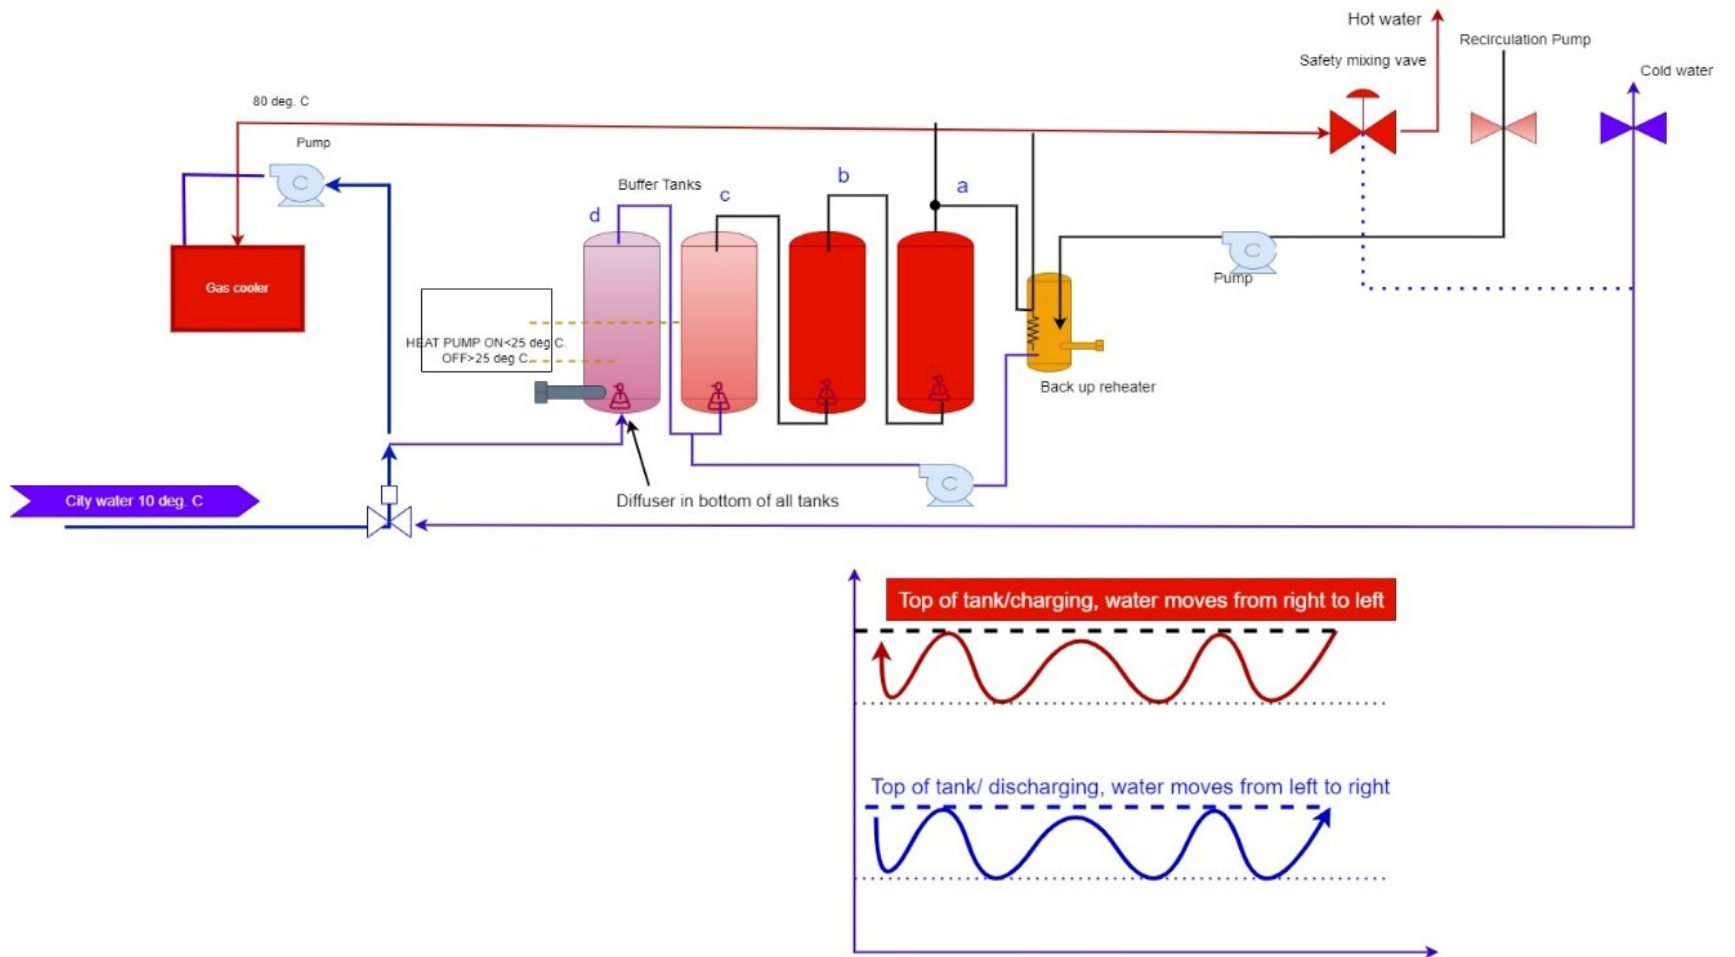 Hot water
Recirculation Pump
Safety mixing vave
Cold water
80 deg. C
Pump
C
Buffer Tanks
d
c
b
a
Gas cooler
HEAT PUMP ON<25 deg C.
OFF>25 deg C.
C
Pump
Back up reheater
C
Diffuser in bottom of all tanks
City water 10 deg. C
Top of tank/charging, water moves from right to left
Top of tank/ discharging, water moves from left to right